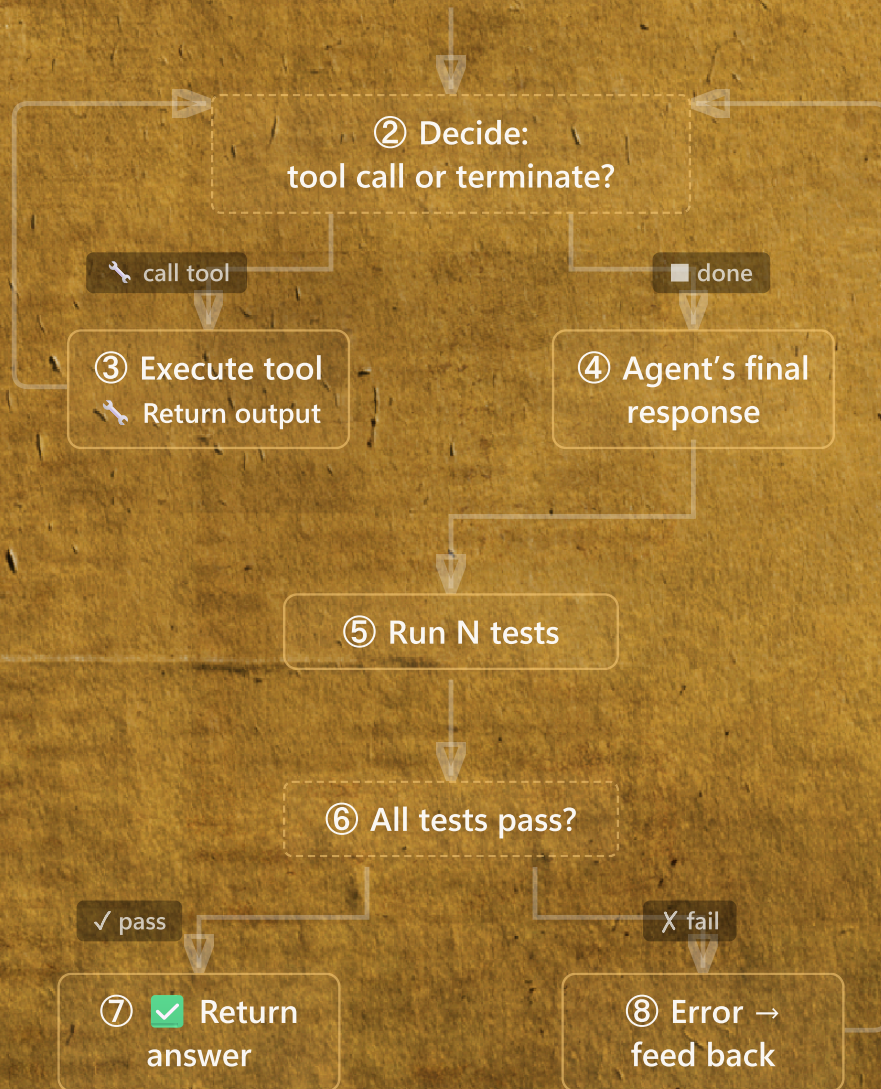 ② Decide:
tool call or terminate?
🔧 call tool
■ done
③ Execute tool
🔧 Return output
④ Agent’s final
response
⑤ Run N tests
⑥ All tests pass?
✓ pass
✗ fail
⑦ ✅ Return
answer
⑧ Error →
feed back